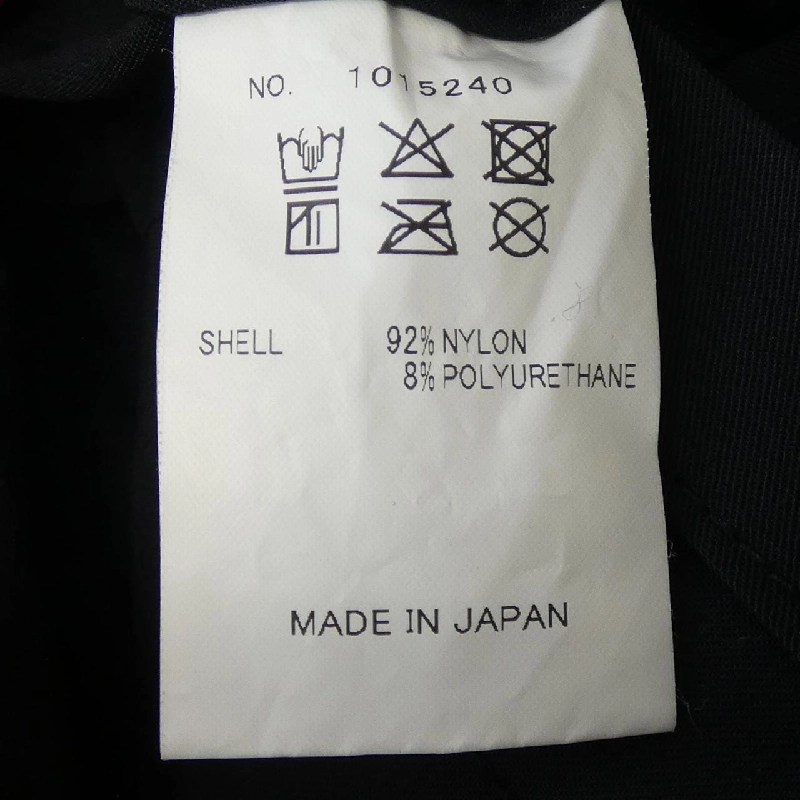 NO. 1015240
SHELL 92% NYLON
8% POLYURETHANE
MADE IN JAPAN